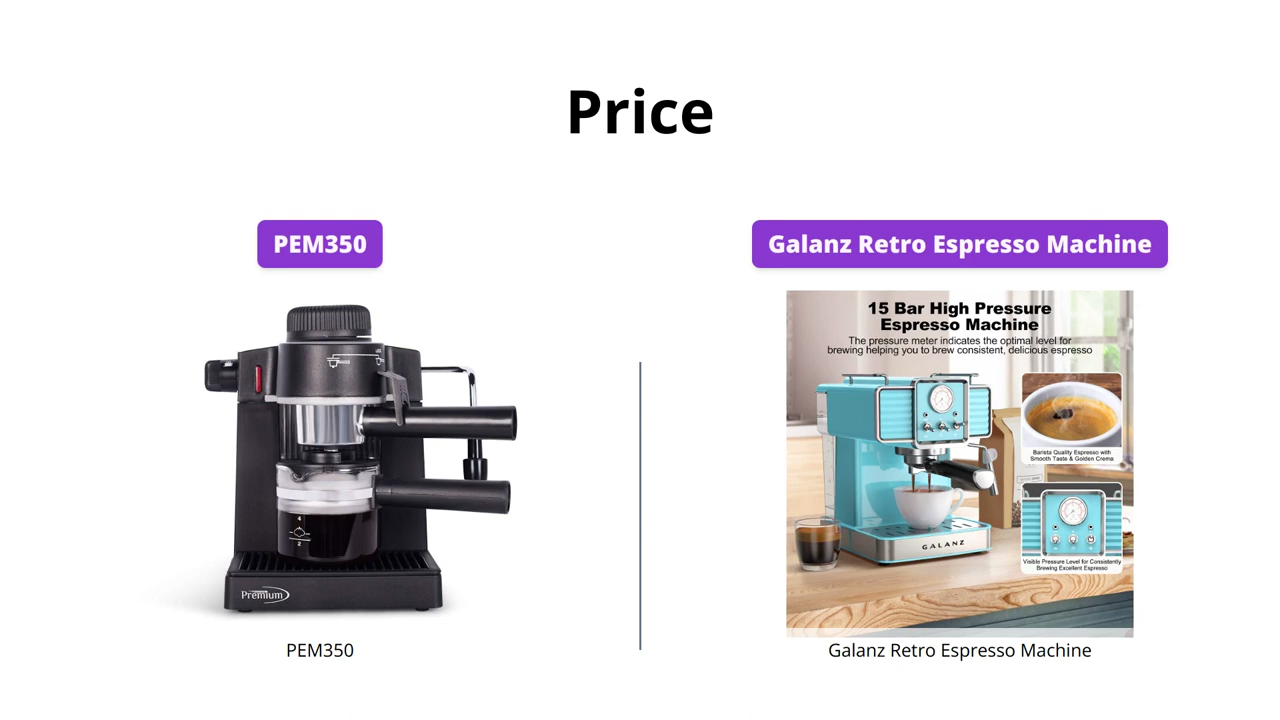 Price
PEM350
Galanz Retro Espresso Machine
4
2
Premium
PEM350
15 Bar High Pressure
Espresso Machine
The pressure meter indicates the optimal level for
brewing helping you to brew consistent, delicious espresso
Barista Quality Espresso with
Smooth Taste & Golden Crema
GALANZ
Visible Pressure Level for Consistently
Brewing Excellent Espresso
Galanz Retro Espresso Machine